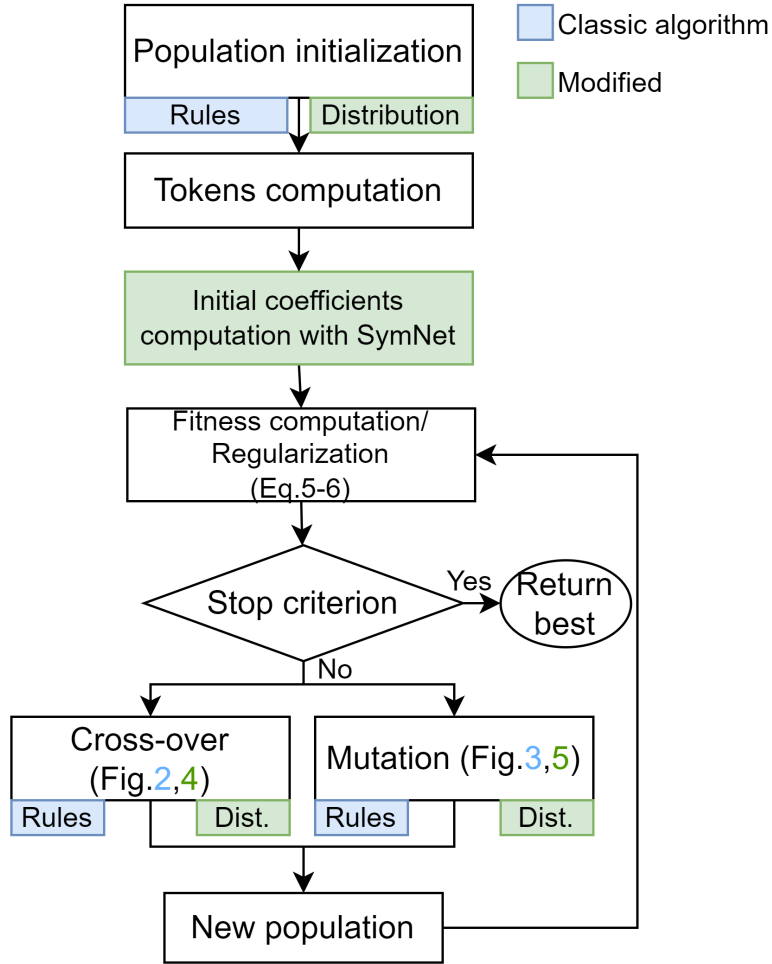 Population initialization
Classic algorithm
Modified
Rules
Distribution
Tokens computation
Initial coefficients
computation with SymNet
Fitness computation/
Regularization
(Eq.5-6)
Stop criterion
Yes
Return
best
No
Cross-over
(Fig.2,4)
Rules
Dist.
Mutation (Fig.3,5)
Rules
Dist.
New population